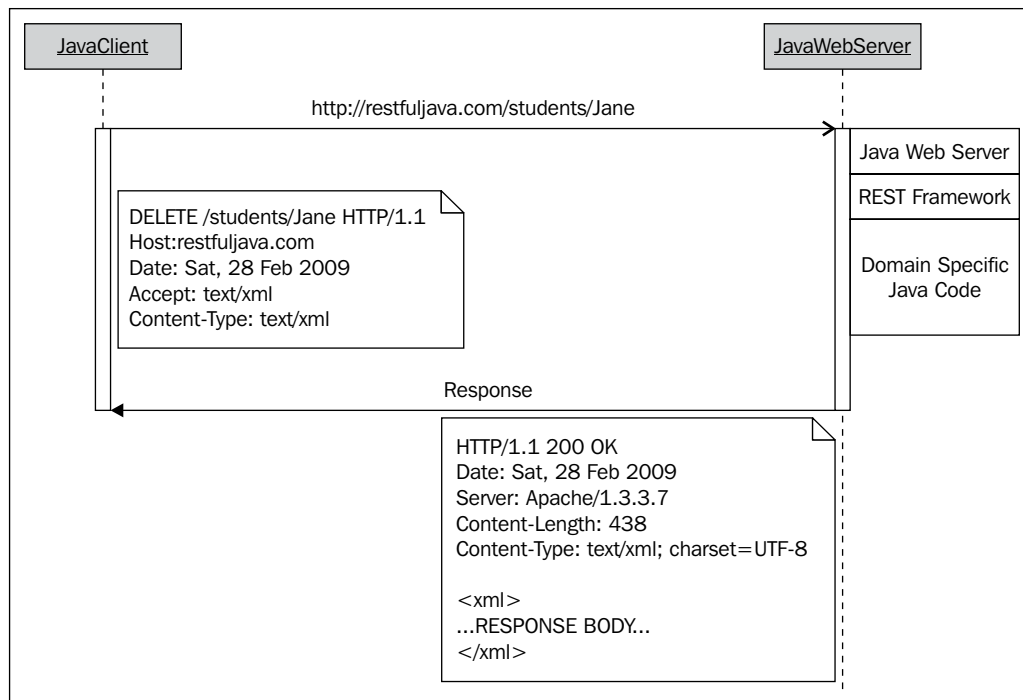 JavaClient
JavaWebServer
http://restfuljava.com/students/Jane
Java Web Server
REST Framework
Domain Specific
Java Code
DELETE /students/Jane HTTP/1.1
Host:restfuljava.com
Date: Sat, 28 Feb 2009
Accept: text/xml
Content-Type: text/xml
Response
HTTP/1.1 200 OK
Date: Sat, 28 Feb 2009
Server: Apache/1.3.3.7
Content-Length: 438
Content-Type: text/xml; charset=UTF-8
<xml>
...RESPONSE BODY...
</xml>